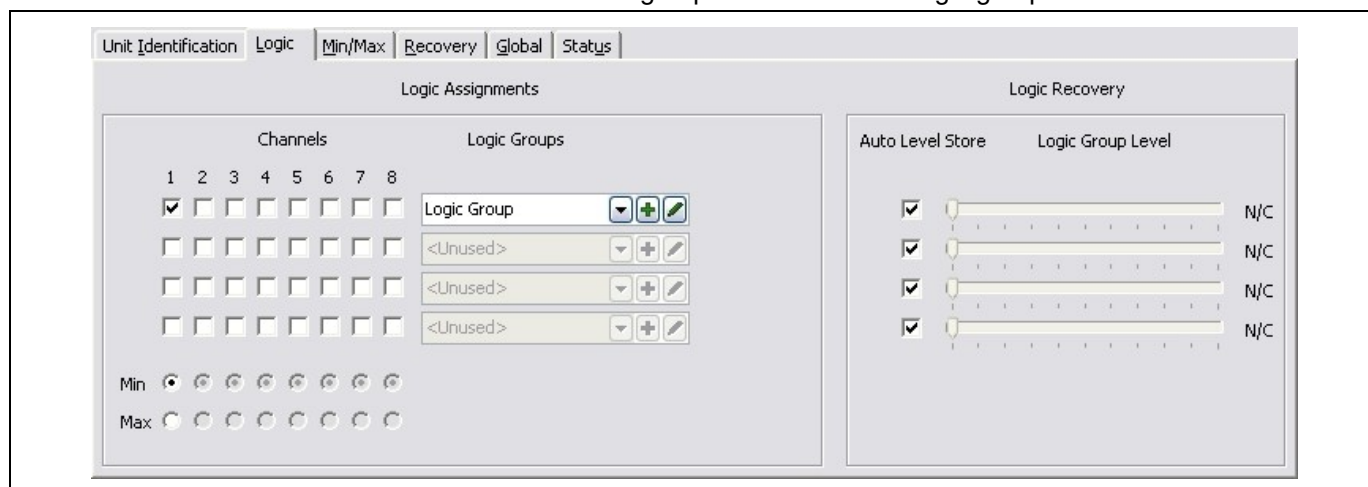 Unit Identification Logic Min/Max Recovery Global Status
Logic Assignments Logic Recovery
Channels Logic Groups Auto Level Store Logic Group Level
1 2 3 4 5 6 7 8
Logic Group N/C
<Unused> N/C
<Unused> N/C
<Unused> N/C
Min
Max